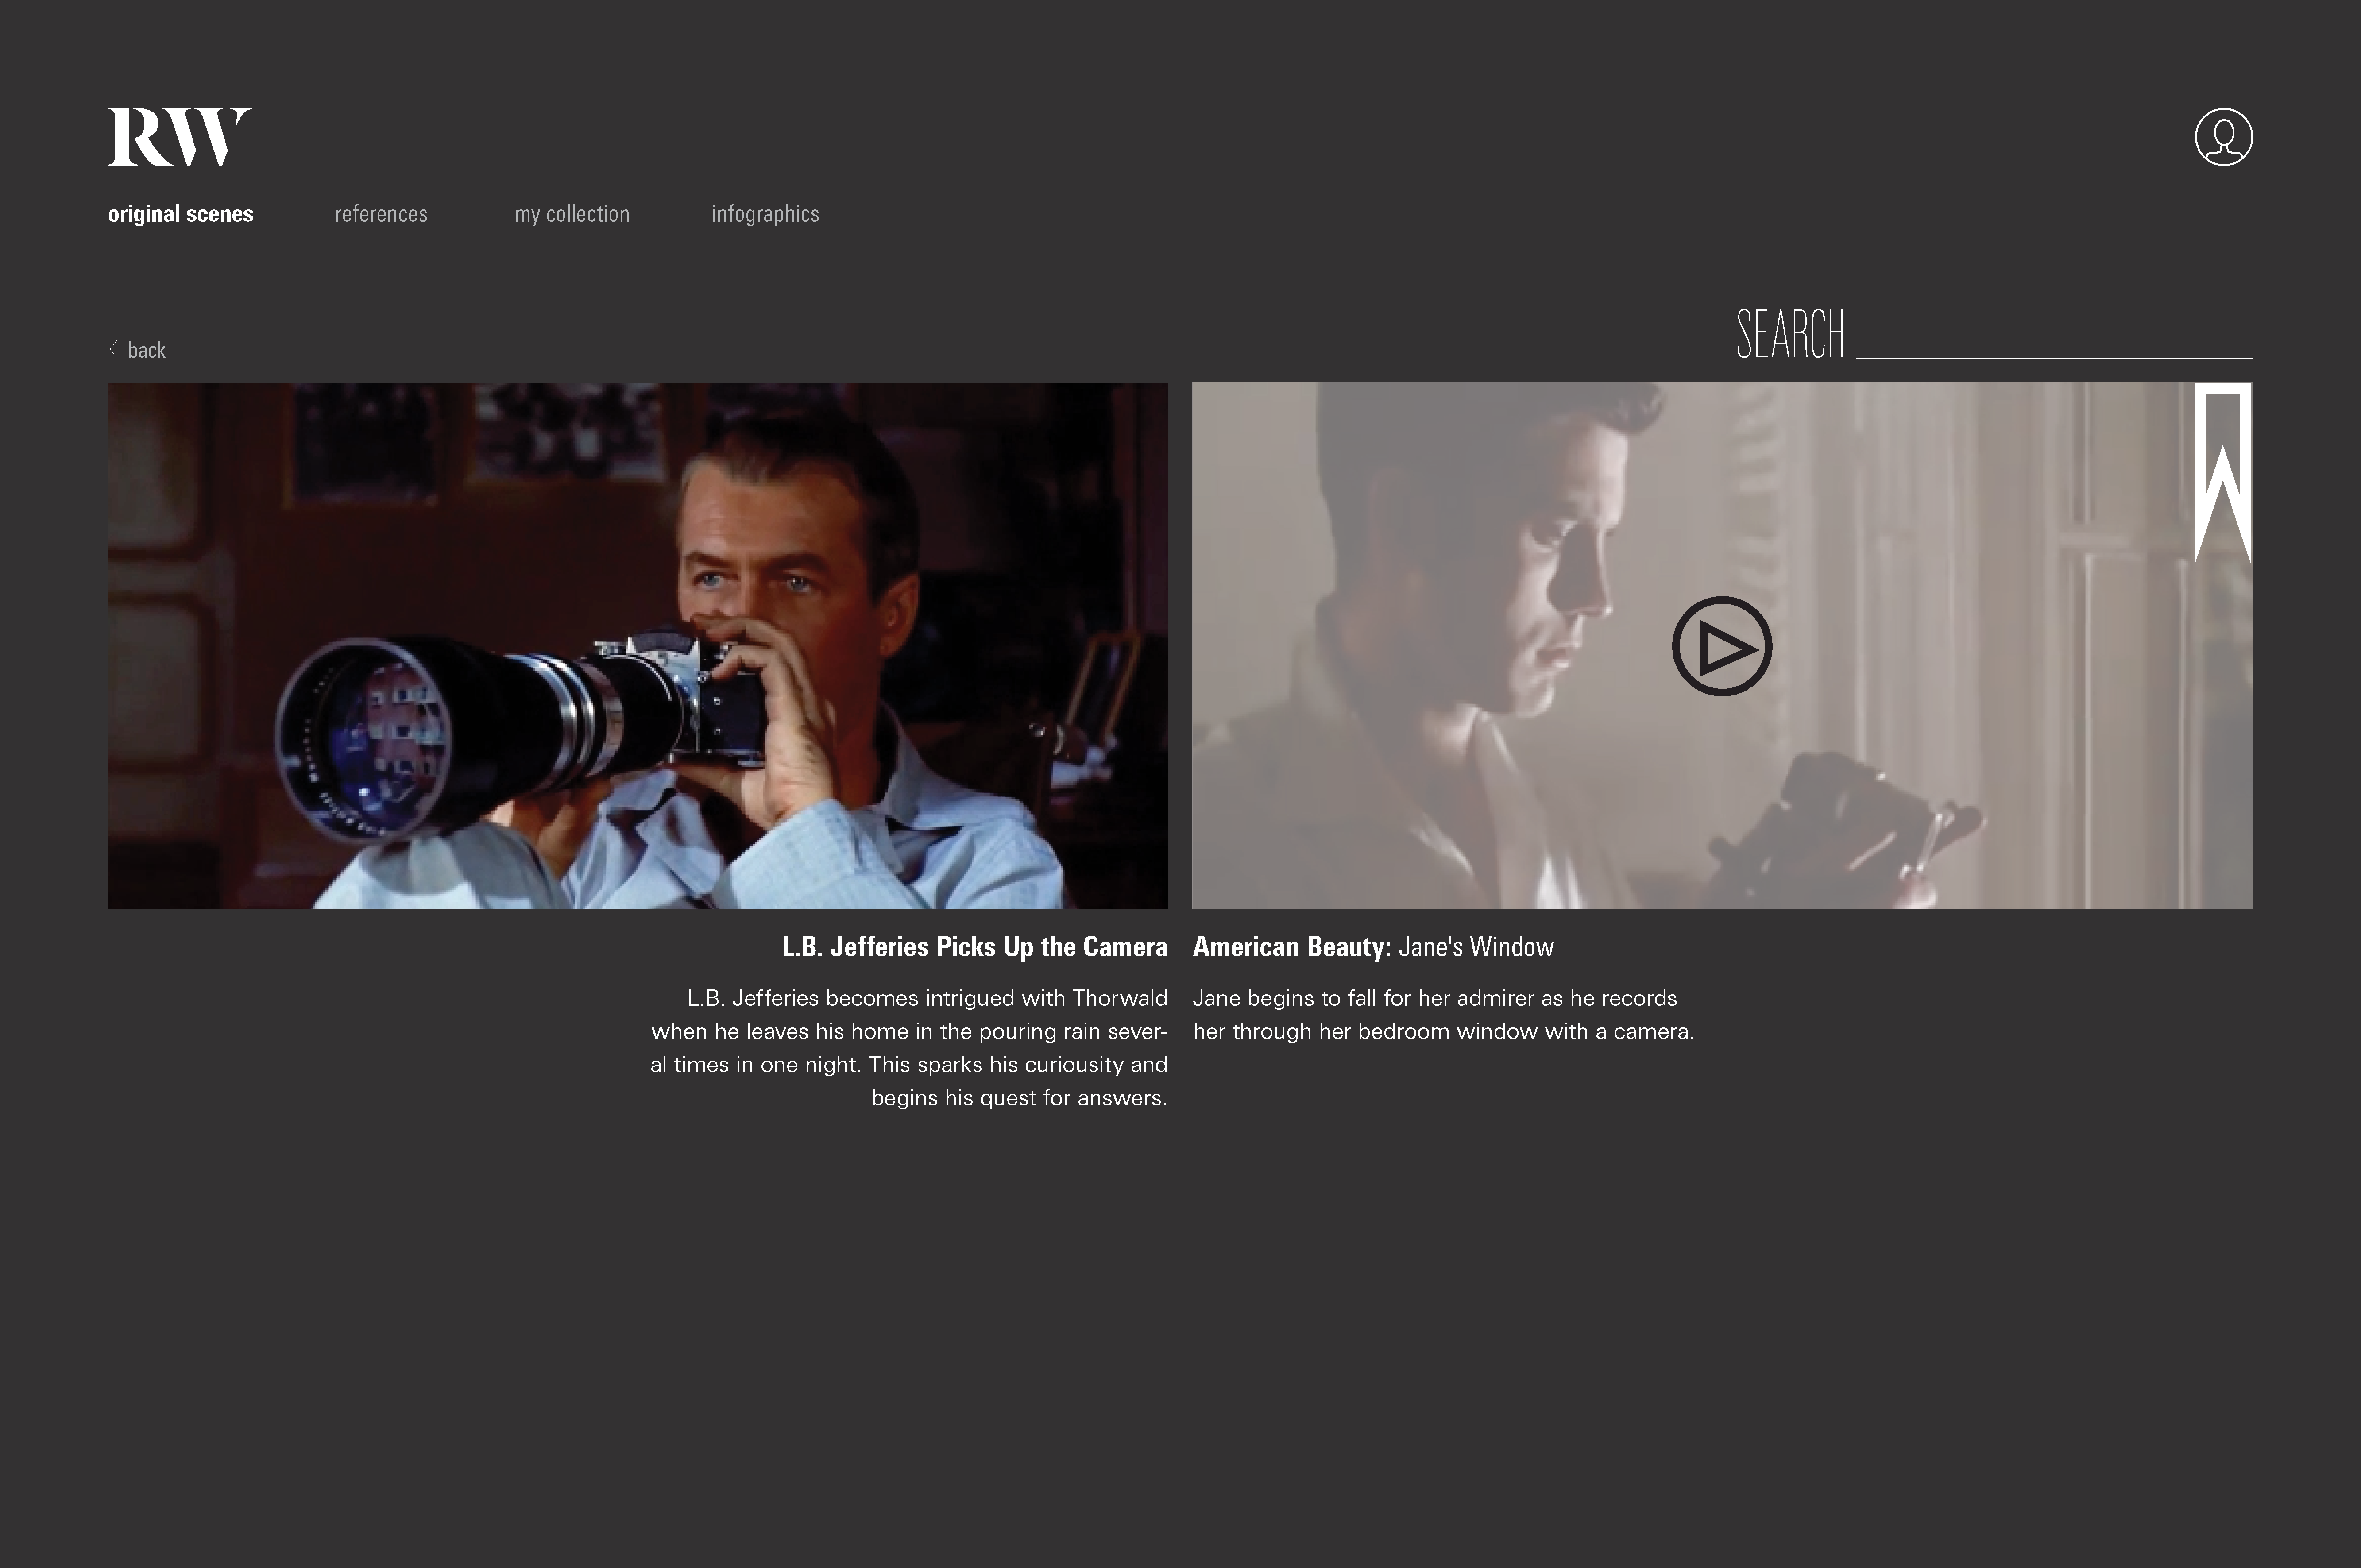 RW
original scenes
references
my collection
infographics
SEARCH
back
L.B. Jefferies Picks Up the Camera
L.B. Jefferies becomes intrigued with Thorwald
when he leaves his home in the pouring rain sever-
al times in one night. This sparks his curiousity and
begins his quest for answers.
American Beauty: Jane's Window
Jane begins to fall for her admirer as he records
her through her bedroom window with a camera.